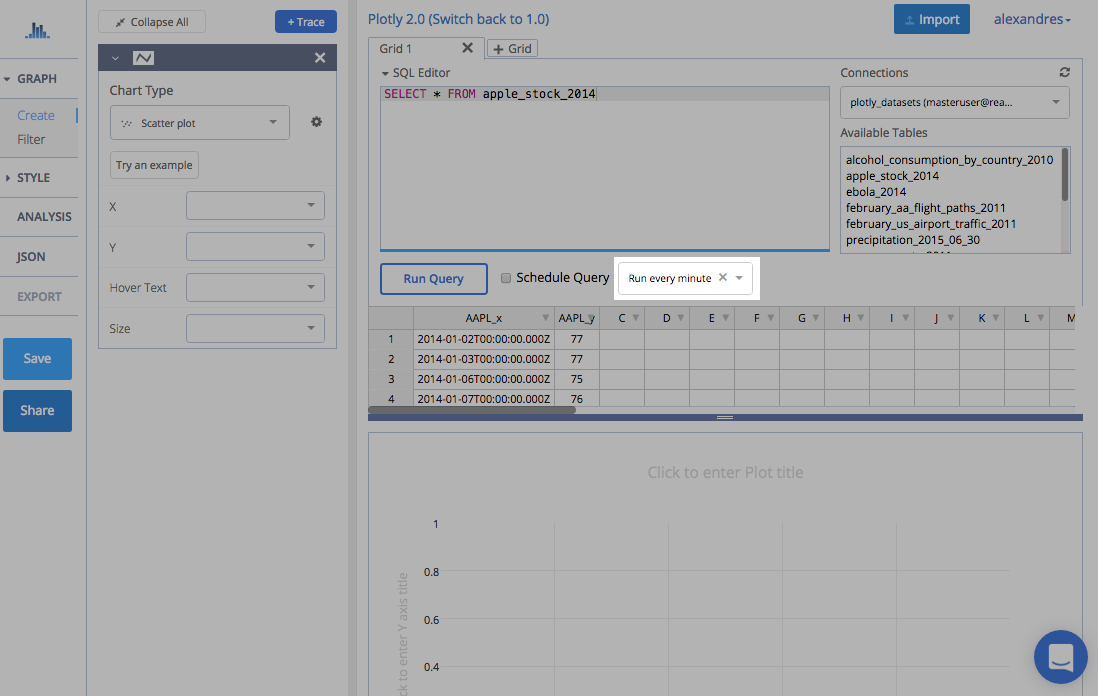 Collapse All
+ Trace
GRAPH
Create
Filter
STYLE
ANALYSIS
JSON
EXPORT
Save
Share
Chart Type
Scatter plot
Try an example
X
Y
Hover Text
Size
Plotly 2.0 (Switch back to 1.0)
Import
alexandres
Grid 1
+ Grid
SQL Editor
SELECT * FROM apple_stock_2014
Connections
plotly_datasets (masteruser@rea...
Available Tables
alcohol_consumption_by_country_2010
apple_stock_2014
ebola_2014
february_aa_flight_paths_2011
february_us_airport_traffic_2011
precipitation_2015_06_30
Run Query
Schedule Query
Run every minute
AAPL_x AAPL_y C D E F G H I J K L M
1 2014-01-02T00:00:00.000Z 77
2 2014-01-03T00:00:00.000Z 77
3 2014-01-06T00:00:00.000Z 75
4 2014-01-07T00:00:00.000Z 76
Click to enter Plot title
1
0.8
0.6
0.4
ck to enter Y axis title